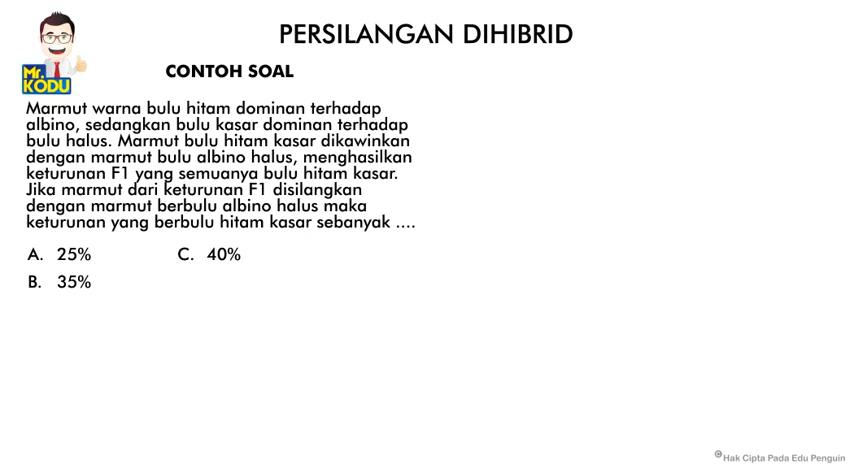 PERSILANGAN DIHIBRID
Mr.
KODU
CONTOH SOAL
Marmut warna bulu hitam dominan terhadap
albino, sedangkan bulu kasar dominan terhadap
bulu halus. Marmut bulu hitam kasar dikawinkan
dengan marmut bulu albino halus, menghasilkan
keturunan F1 yang semuanya bulu hitam kasar.
Jika marmut dari keturunan F1 disilangkan
dengan marmut berbulu albino halus maka
keturunan yang berbulu hitam kasar sebanyak ....
A. 25% C. 40%
B. 35%
© Hak Cipta Pada Edu Penguin